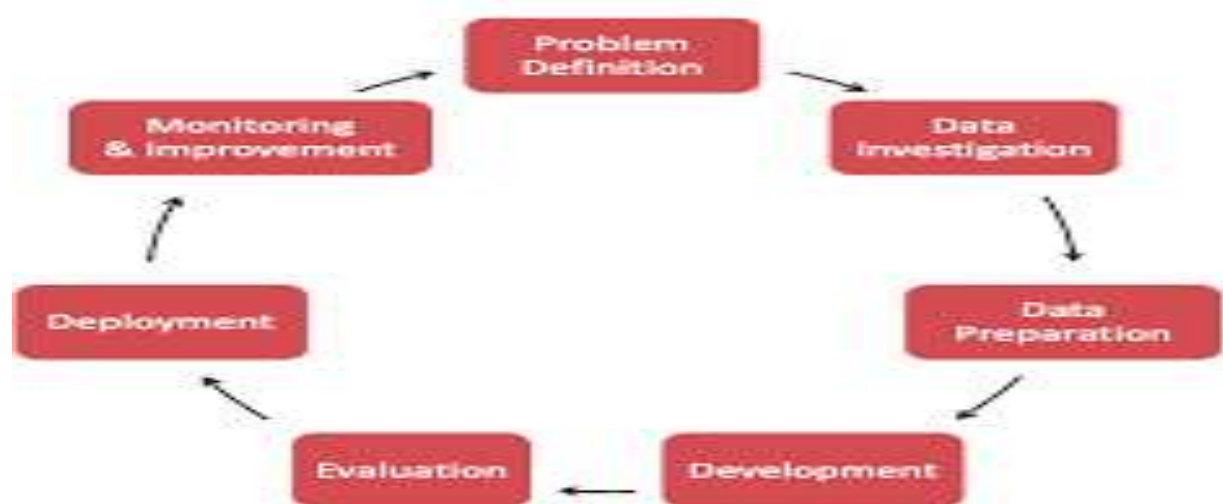 Problem
Definition
Data
Investigation
Data
Preparation
Development
Evaluation
Deployment
Monitoring
& Improvement